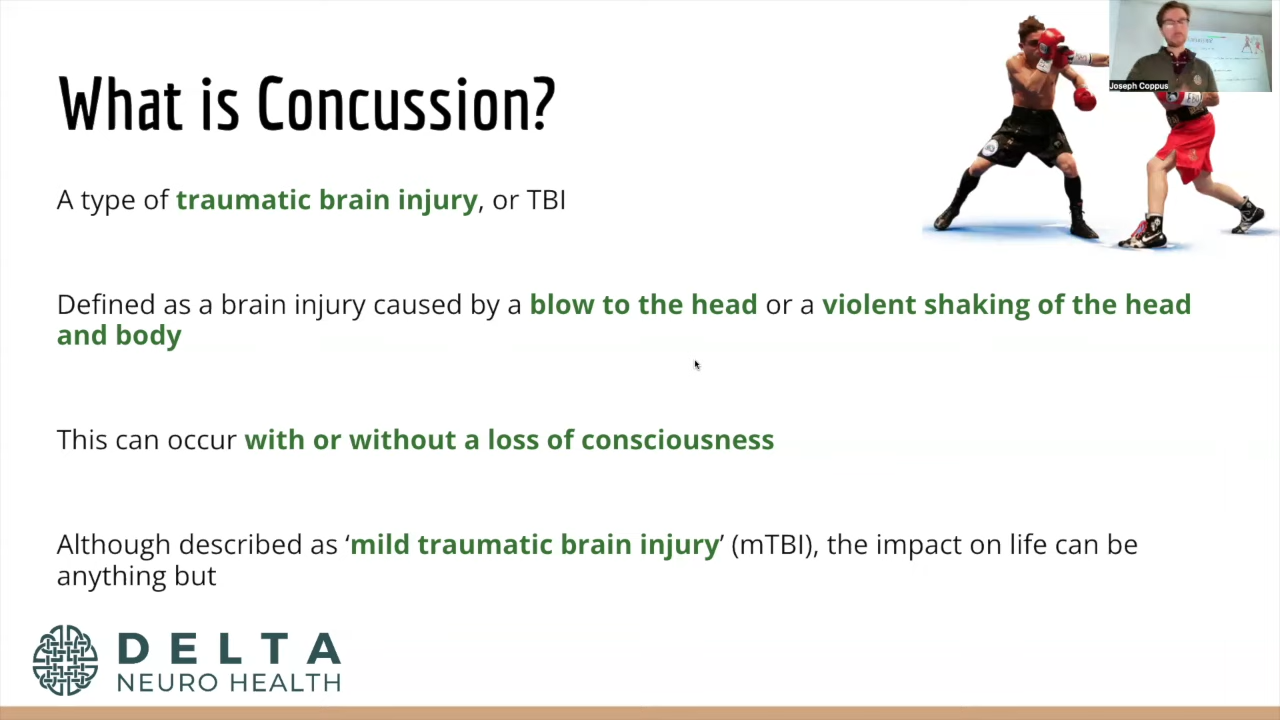 What is Concussion?
Joseph Coppus
A type of traumatic brain injury, or TBI
Defined as a brain injury caused by a blow to the head or a violent shaking of the head
and body
This can occur with or without a loss of consciousness
Although described as ‘mild traumatic brain injury’ (mTBI), the impact on life can be
anything but
DELTA
NEURO HEALTH